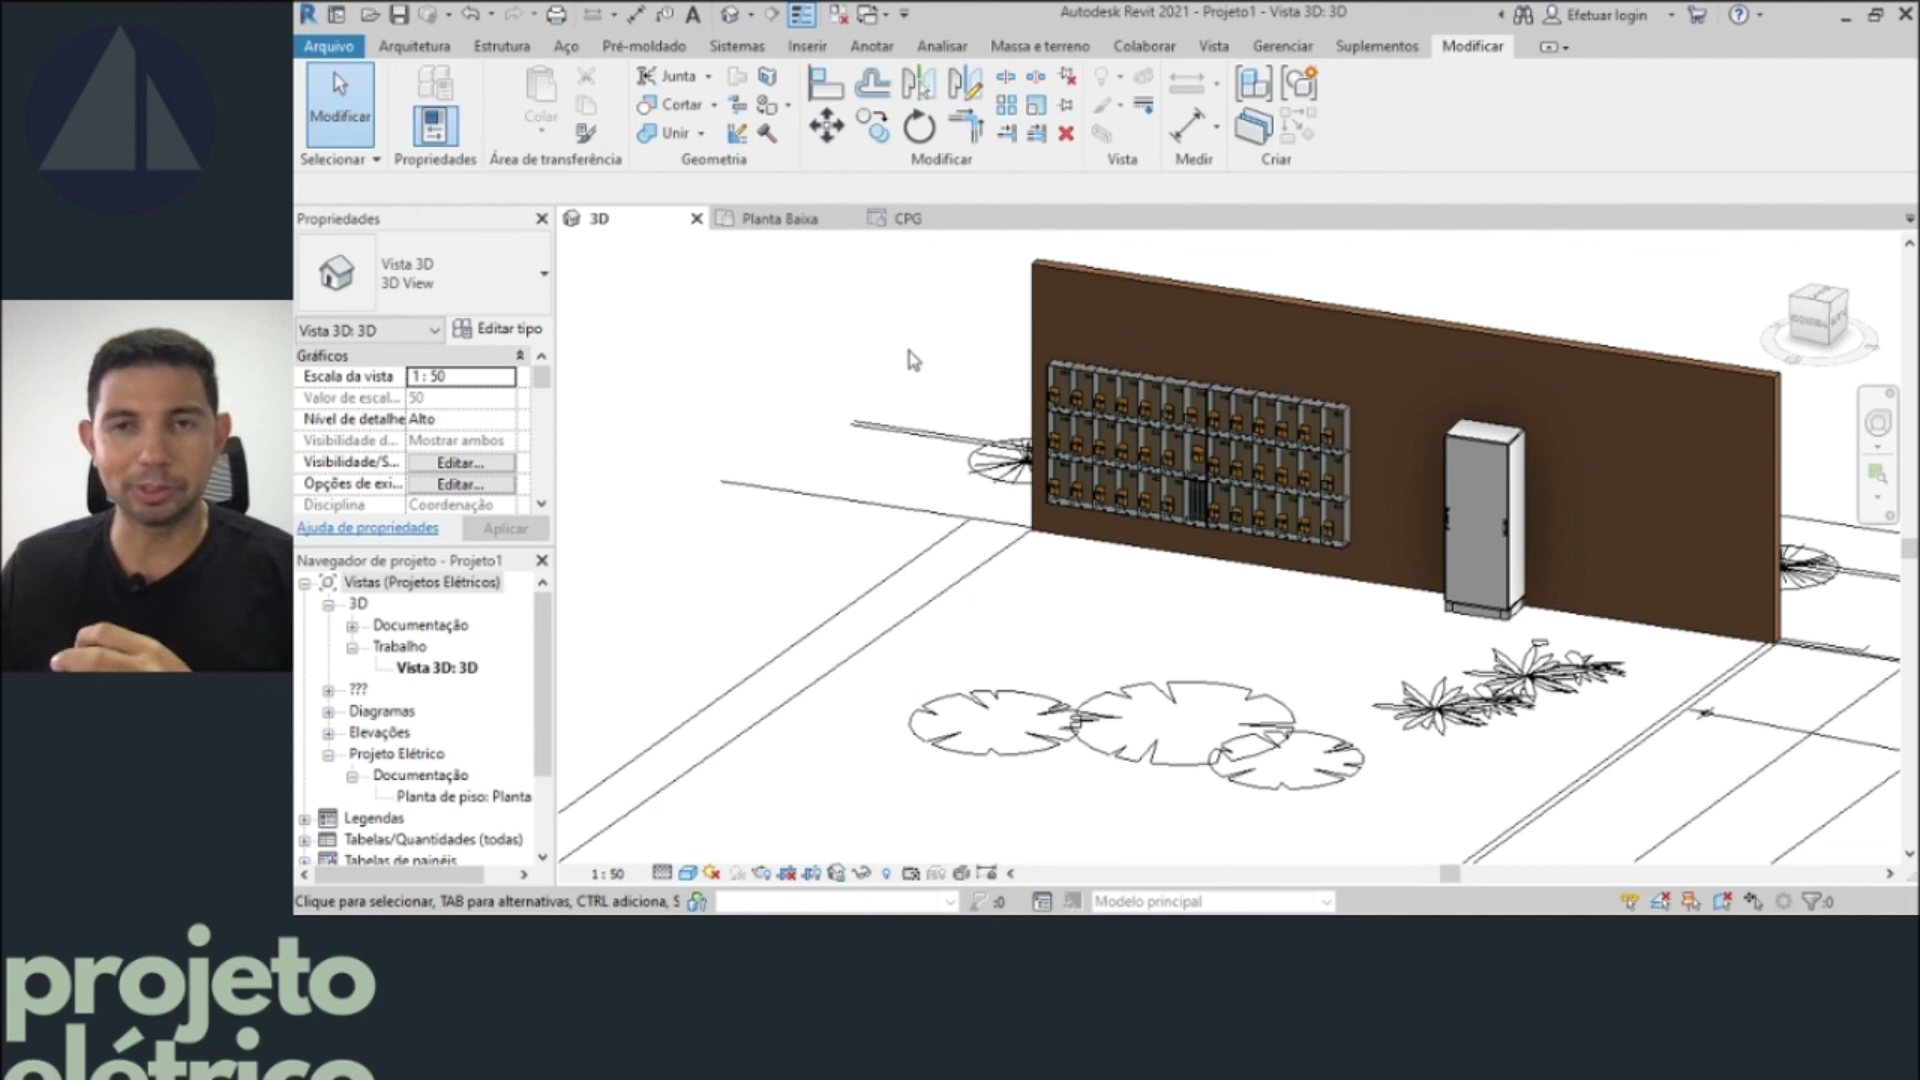 Autodesk Revit 2021 - Projeto1 - Vista 3D: 3D
Efetuar login
Arquivo Arquitetura Estrutura Aço Pré-moldado Sistemas Inserir Anotar Analisar Massa e terreno Colaborar Vista Gerenciar Suplementos Modificar
Modificar
Colar
Junta
Cortar
Unir
Selecionar Propriedades Área de transferência Geometria Modificar Vista Medir Criar
Propriedades
3D
Planta Baixa
CPG
Vista 3D
3D View
Vista 3D: 3D
Editar tipo
Gráficos
Escala da vista 1 : 50
Valor de escal... 50
Nível de detalhe Alto
Visibilidade d... Mostrar ambos
Visibilidade/S... Editar...
Opções de exi... Editar...
Disciplina Coordenação
Ajuda de propriedades
Aplicar
Navegador de projeto - Projeto1
Vistas (Projetos Elétricos)
3D
Documentação
Trabalho
Vista 3D: 3D
???
Diagramas
Elevações
Projeto Elétrico
Documentação
Planta de piso: Planta
Legendas
Tabelas/Quantidades (todas)
Tabelas de painéis
1 : 50
Clique para selecionar, TAB para alternativas, CTRL adiciona, S
:0
Modelo principal
:0
projeto
elétrico